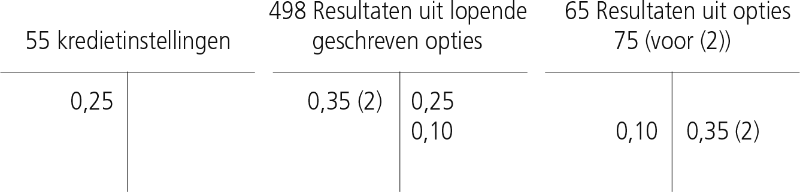 55 kredietinstellingen
498 Resultaten uit lopende
geschreven opties
65 Resultaten uit opties
75 (voor (2))
0,25
0,35 (2) 0,25
0,10
0,10 0,35 (2)